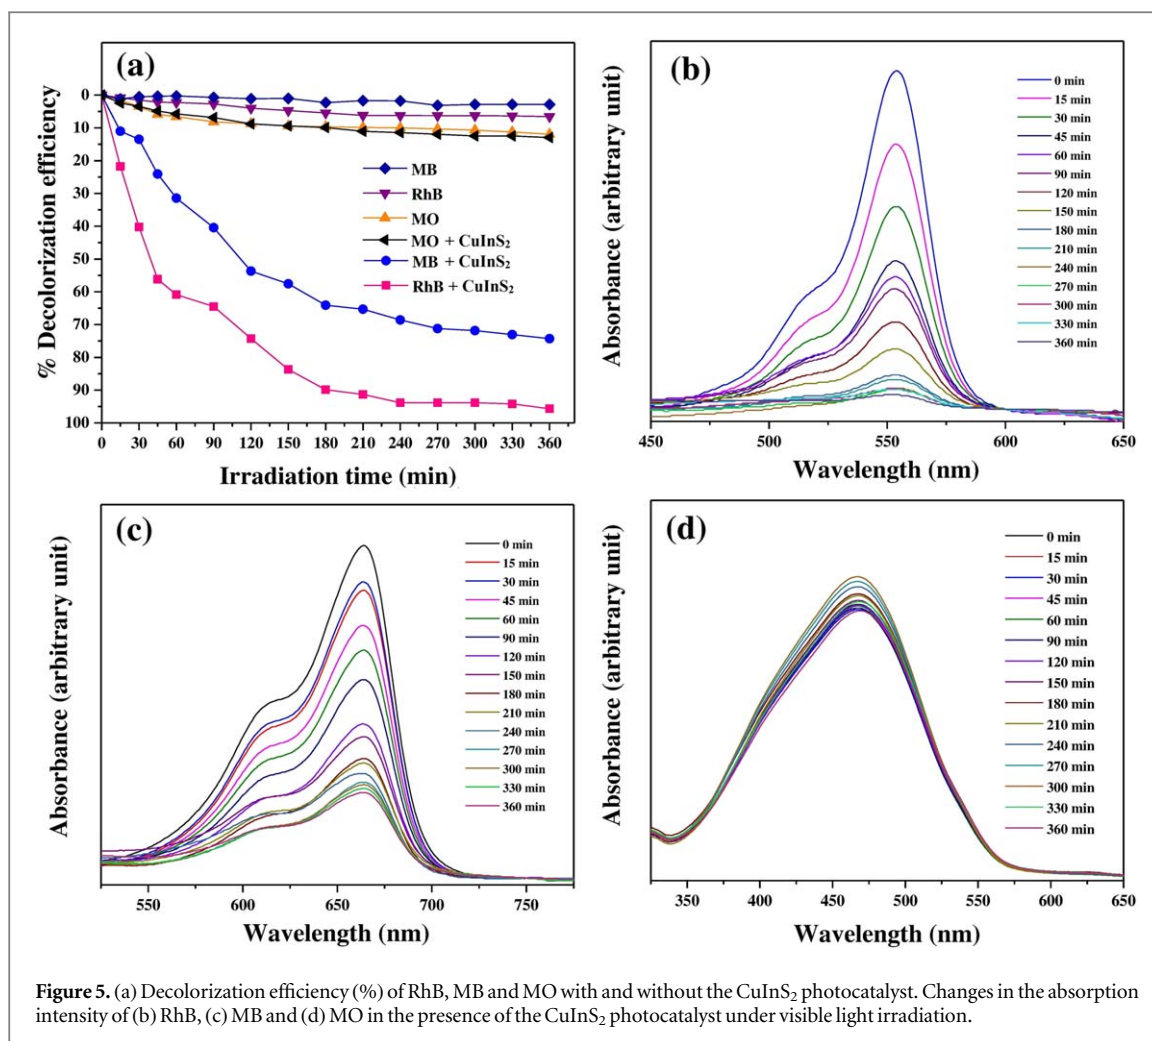 (a)
% Decolorization efficiency
0
10
20
30
40
50
60
70
80
90
100
MB
RhB
MO
MO + CuInS₂
MB + CuInS₂
RhB + CuInS₂
0 30 60 90 120 150 180 210 240 270 300 330 360
Irradiation time (min)
(b)
Absorbance (arbitrary unit)
0 min
15 min
30 min
45 min
60 min
90 min
120 min
150 min
180 min
210 min
240 min
270 min
300 min
330 min
360 min
450 500 550 600 650
Wavelength (nm)
(c)
Absorbance (arbitrary unit)
0 min
15 min
30 min
45 min
60 min
90 min
120 min
150 min
180 min
210 min
240 min
270 min
300 min
330 min
360 min
550 600 650 700 750
Wavelength (nm)
(d)
Absorbance (arbitrary unit)
0 min
15 min
30 min
45 min
60 min
90 min
120 min
150 min
180 min
210 min
240 min
270 min
300 min
330 min
360 min
350 400 450 500 550 600 650
Wavelength (nm)
Figure 5. (a) Decolorization efficiency (%) of RhB, MB and MO with and without the CuInS₂ photocatalyst. Changes in the absorption
intensity of (b) RhB, (c) MB and (d) MO in the presence of the CuInS₂ photocatalyst under visible light irradiation.